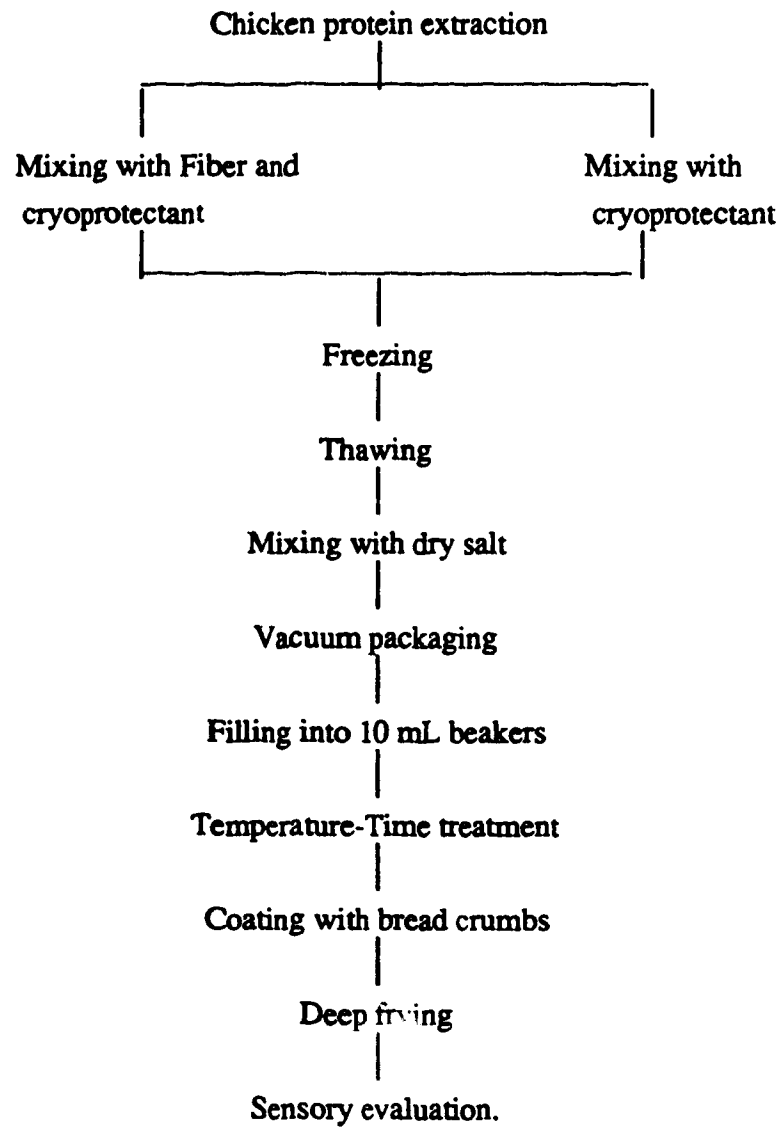 Chicken protein extraction
Mixing with Fiber and
cryoprotectant
Mixing with
cryoprotectant
Freezing
Thawing
Mixing with dry salt
Vacuum packaging
Filling into 10 mL beakers
Temperature-Time treatment
Coating with bread crumbs
Deep frying
Sensory evaluation.